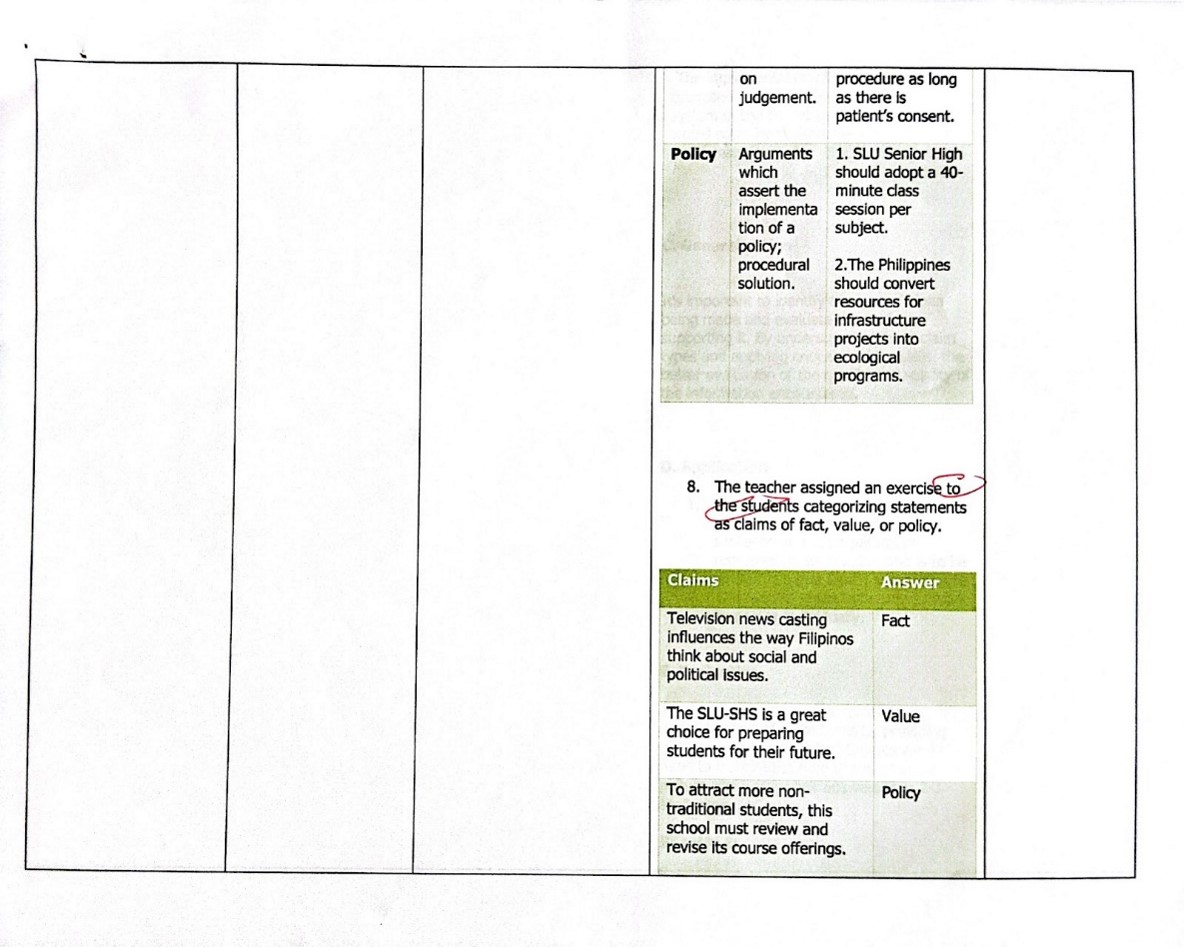 on
judgement.
procedure as long
as there is
patient's consent.
Policy
Arguments
which
assert the
implementa
tion of a
policy;
procedural
solution.
1. SLU Senior High
should adopt a 40-
minute class
session per
subject.
2.The Philippines
should convert
resources for
infrastructure
projects into
ecological
programs.
8. The teacher assigned an exercise to
the students categorizing statements
as claims of fact, value, or policy.
Claims
Answer
Television news casting
influences the way Filipinos
think about social and
political issues.
Fact
The SLU-SHS is a great
choice for preparing
students for their future.
Value
To attract more non-
traditional students, this
school must review and
revise its course offerings.
Policy